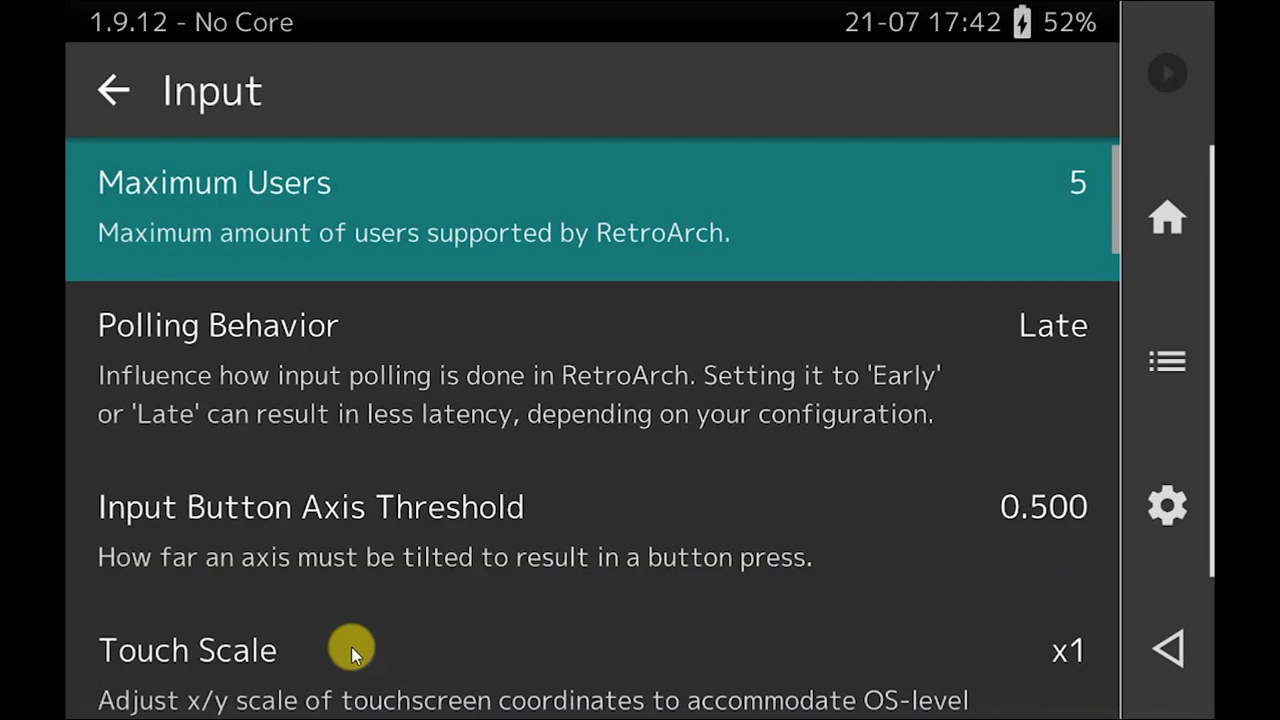 1.9.12 - No Core
21-07 17:42 52%
Input
Maximum Users 5
Maximum amount of users supported by RetroArch.
Polling Behavior Late
Influence how input polling is done in RetroArch. Setting it to 'Early'
or 'Late' can result in less latency, depending on your configuration.
Input Button Axis Threshold 0.500
How far an axis must be tilted to result in a button press.
Touch Scale x1
Adjust x/y scale of touchscreen coordinates to accommodate OS-level